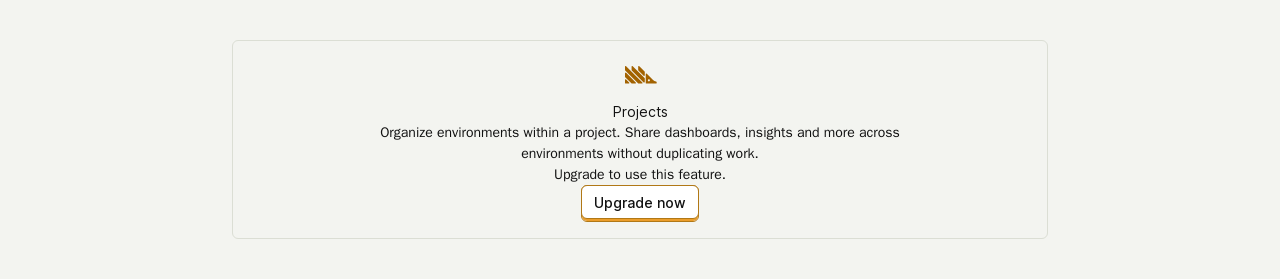 Projects
Organize environments within a project. Share dashboards, insights and more across
environments without duplicating work.
Upgrade to use this feature.
Upgrade now